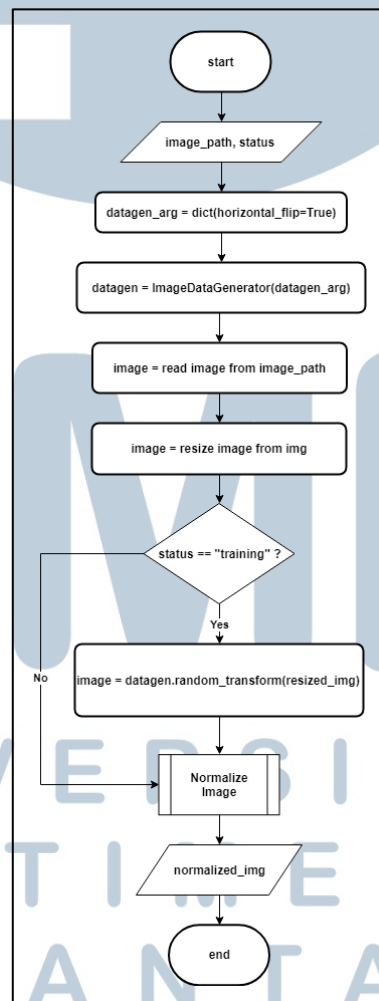 start
image_path, status
datagen_arg = dict(horizontal_flip=True)
datagen = ImageDataGenerator(datagen_arg)
image = read image from image_path
image = resize image from img
status == "training" ?
Yes
No
image = datagen.random_transform(resized_img)
Normalize
Image
normalized_img
end
M
V E R S I
T I M E
A N T A